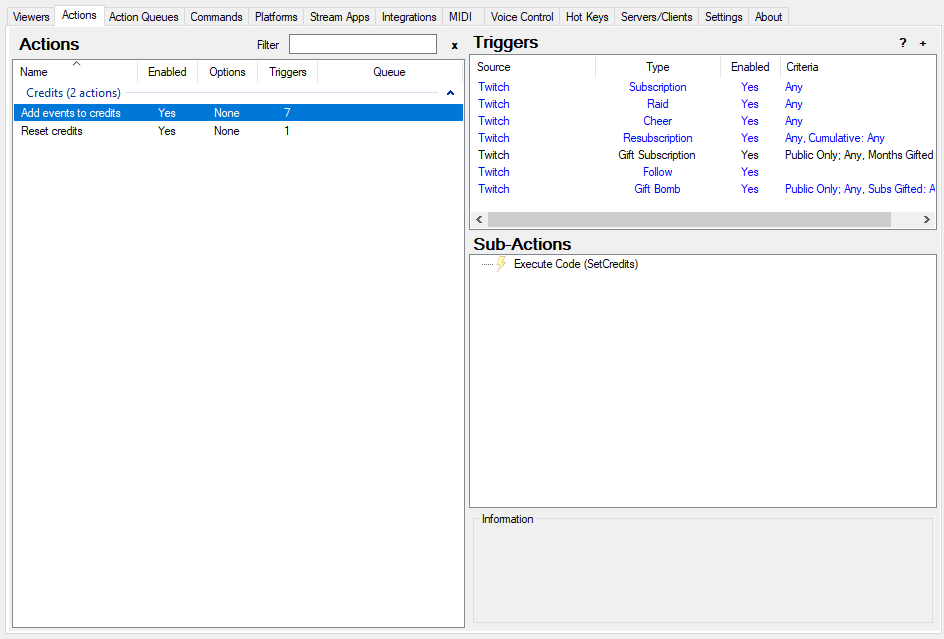 Viewers Actions Action Queues Commands Platforms Stream Apps Integrations MIDI Voice Control Hot Keys Servers/Clients Settings About
Actions Filter x
Name Enabled Options Triggers Queue
Credits (2 actions)
Add events to credits Yes None 7
Reset credits Yes None 1
Triggers ? +
Source Type Enabled Criteria
Twitch Subscription Yes Any
Twitch Raid Yes Any
Twitch Cheer Yes Any
Twitch Resubscription Yes Any, Cumulative: Any
Twitch Gift Subscription Yes Public Only; Any, Months Gifted
Twitch Follow Yes
Twitch Gift Bomb Yes Public Only; Any, Subs Gifted: A
Sub-Actions
Execute Code (SetCredits)
Information